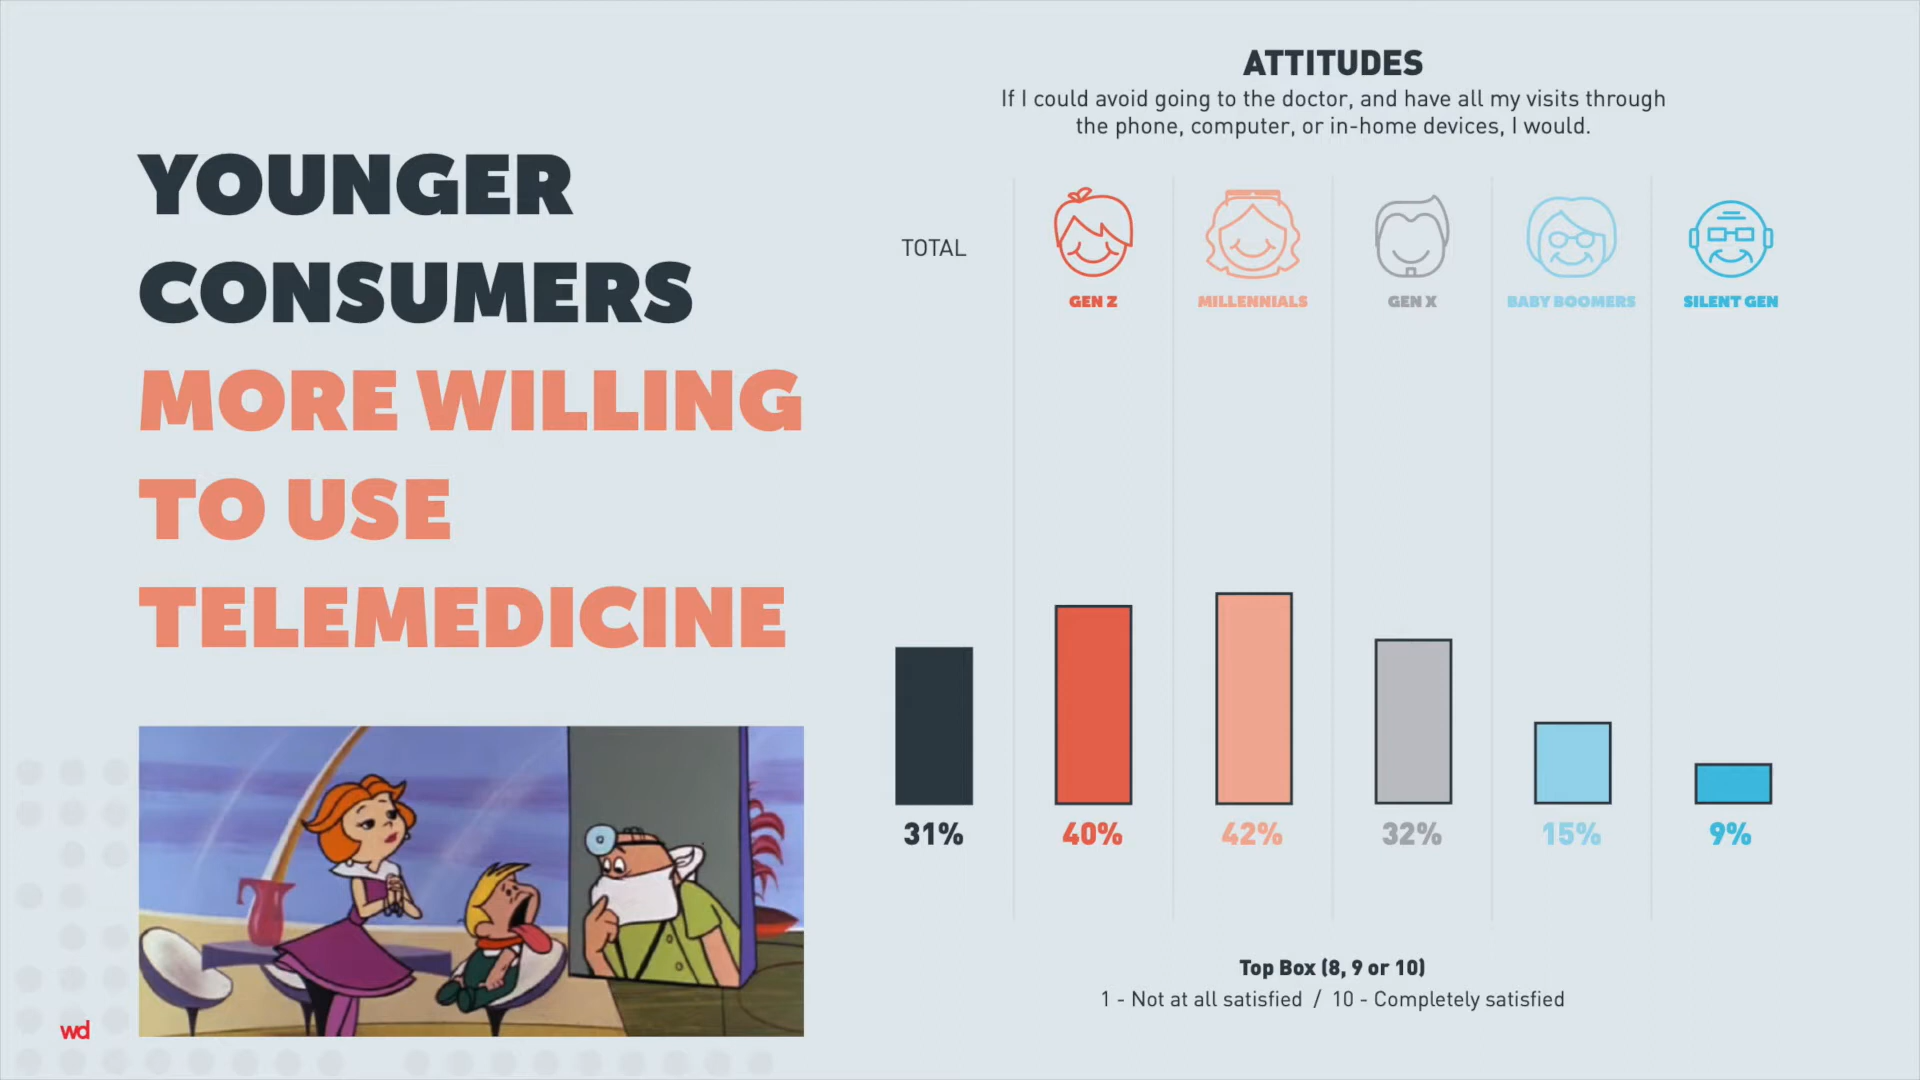 YOUNGER
CONSUMERS
MORE WILLING
TO USE
TELEMEDICINE
wd
ATTITUDES
If I could avoid going to the doctor, and have all my visits through
the phone, computer, or in-home devices, I would.
TOTAL
GEN Z
MILLENNIALS
GEN X
BABY BOOMERS
SILENT GEN
31%
40%
42%
32%
15%
9%
Top Box (8, 9 or 10)
1 - Not at all satisfied / 10 - Completely satisfied